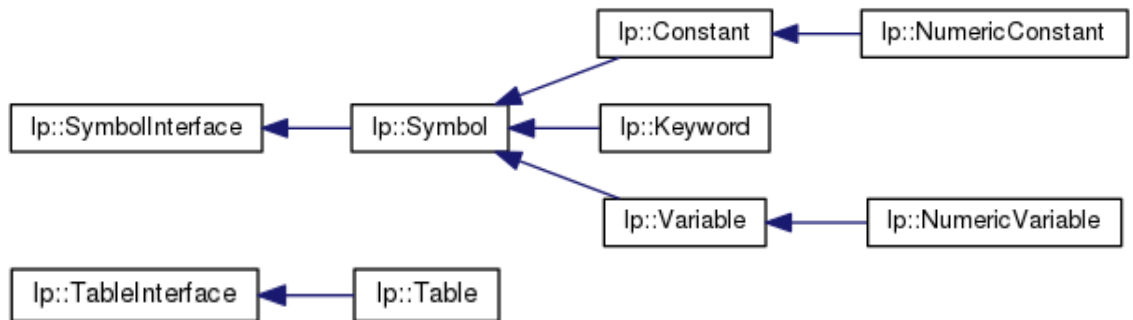 lp::Constant
lp::NumericConstant
lp::SymbolInterface
lp::Symbol
lp::Keyword
lp::Variable
lp::NumericVariable
lp::TableInterface
lp::Table